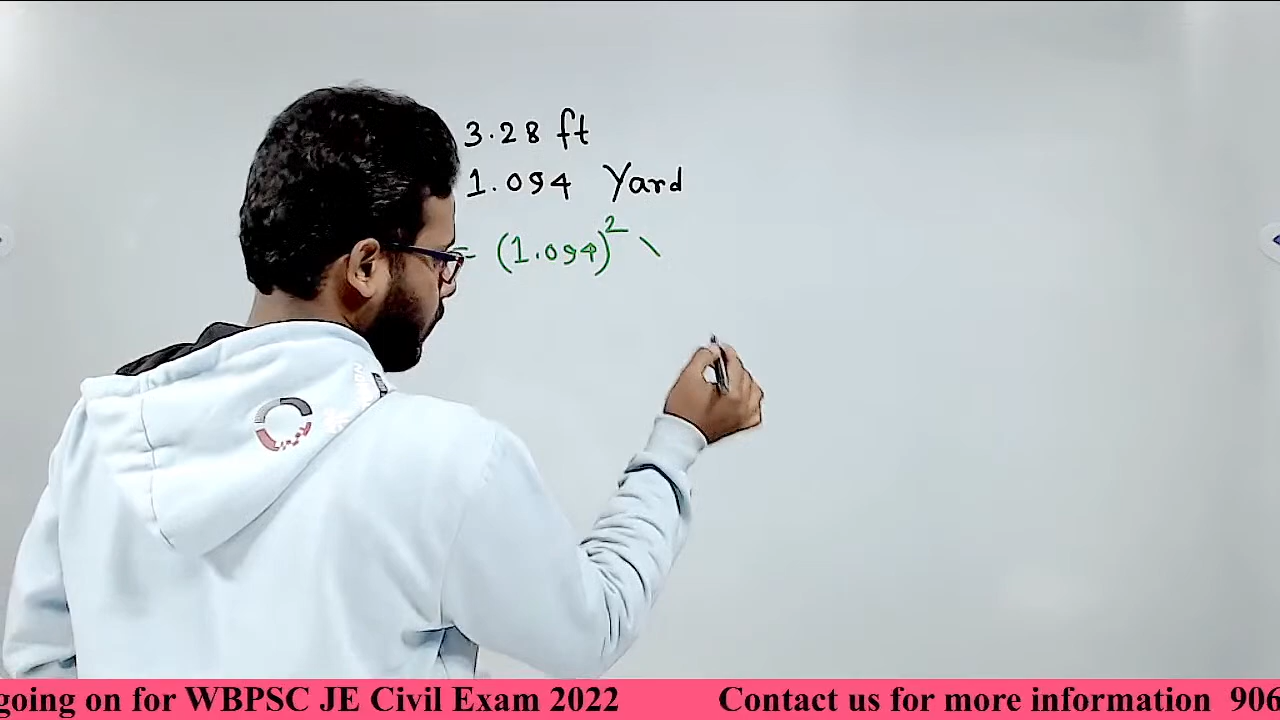 3.28 ft
1.094 Yard
= (1.094)² \
going on for WBPSC JE Civil Exam 2022 Contact us for more information 906